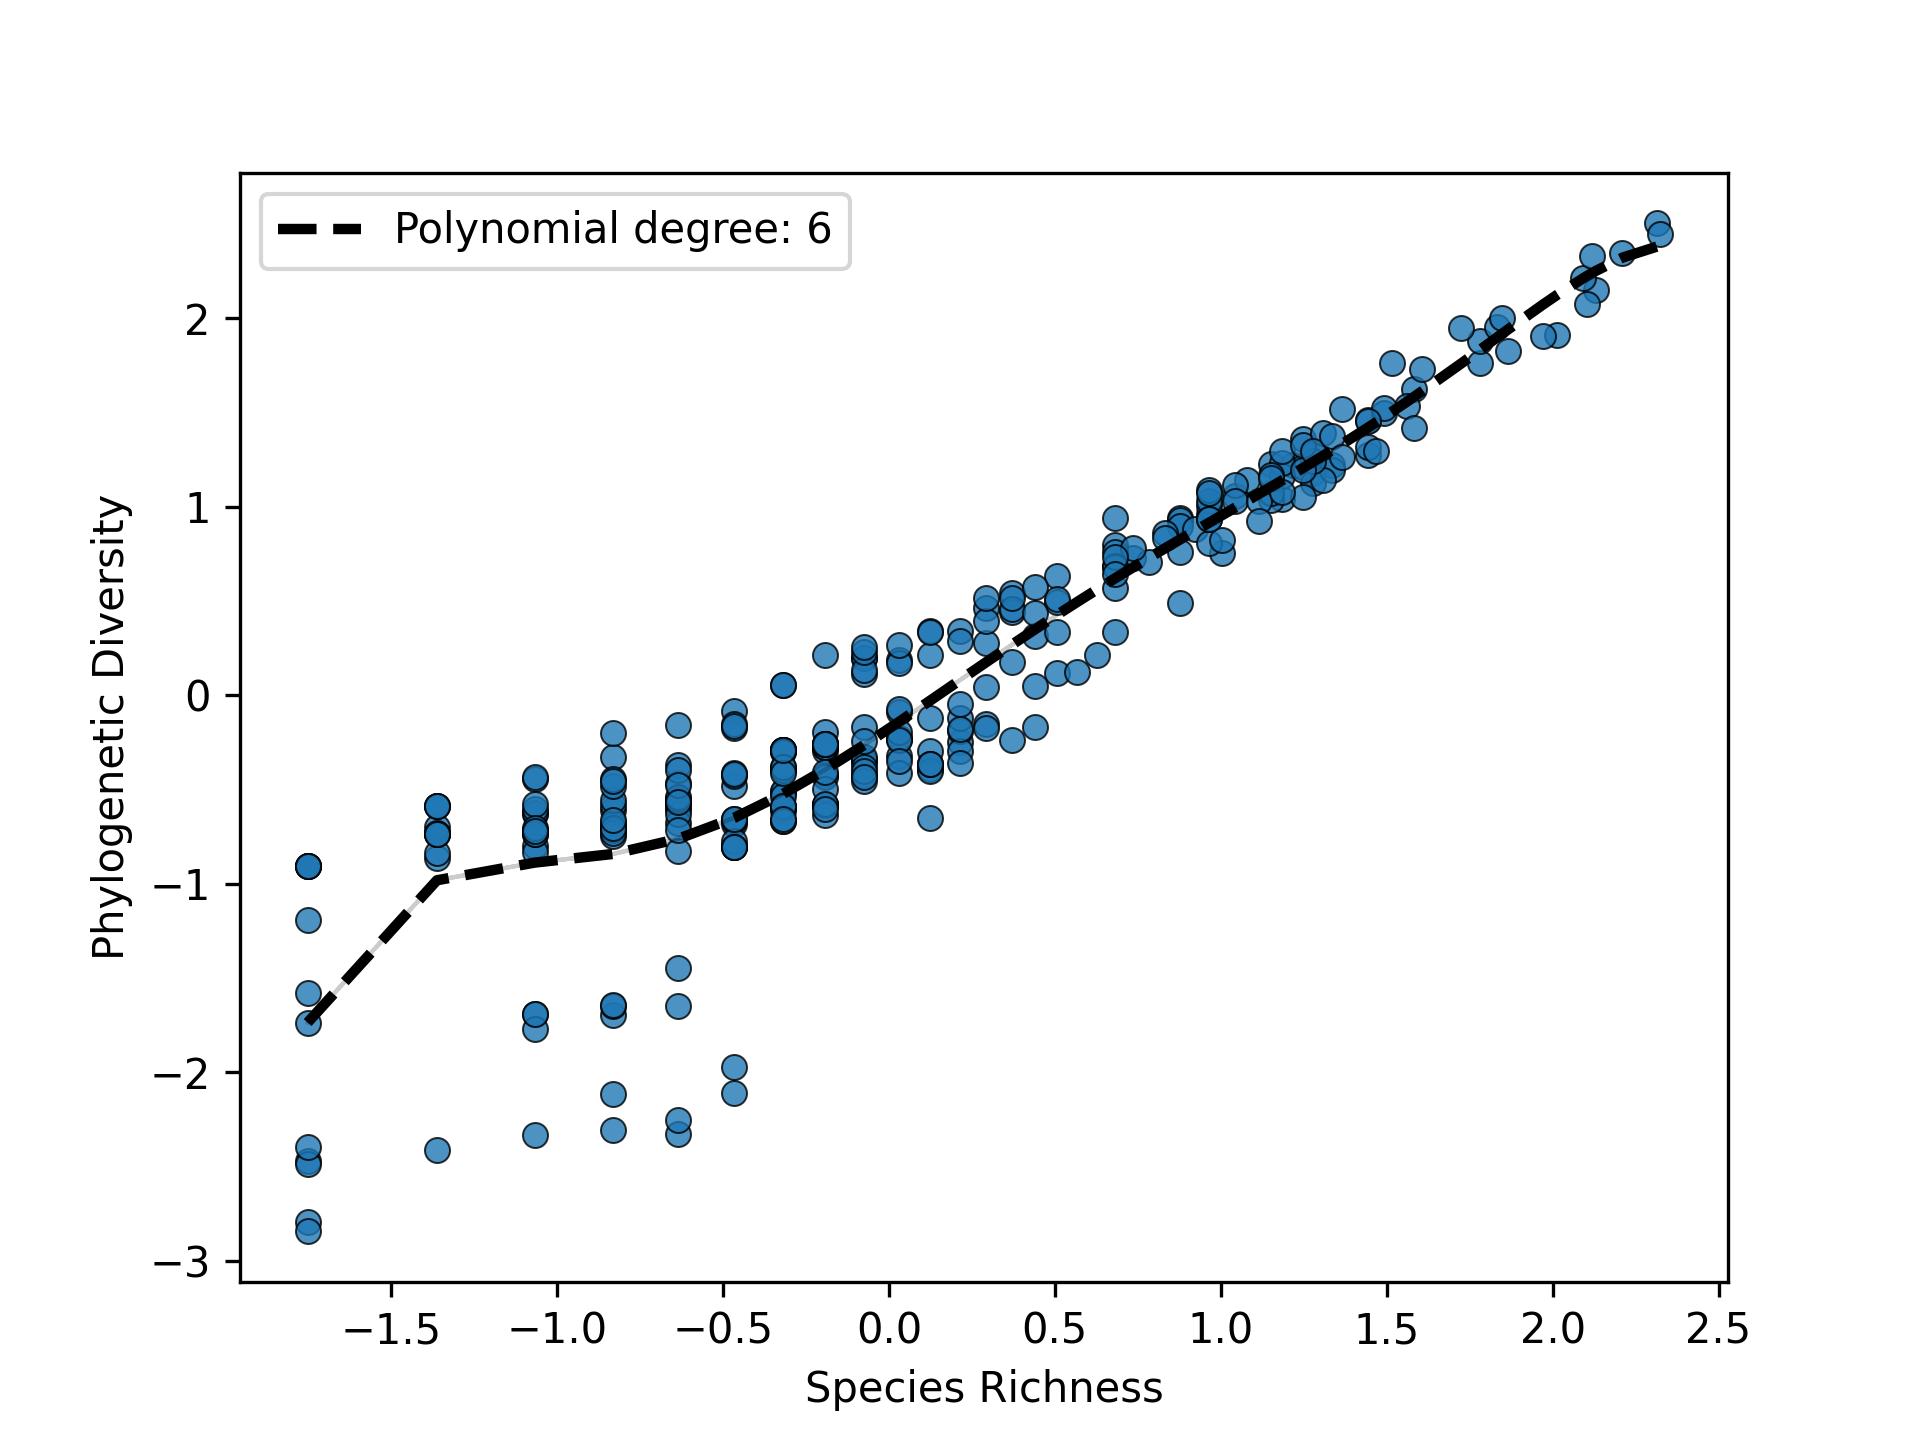 Polynomial degree: 6
Phylogenetic Diversity
2
1
0
−1
−2
−3
−1.5 −1.0 −0.5 0.0 0.5 1.0 1.5 2.0 2.5
Species Richness